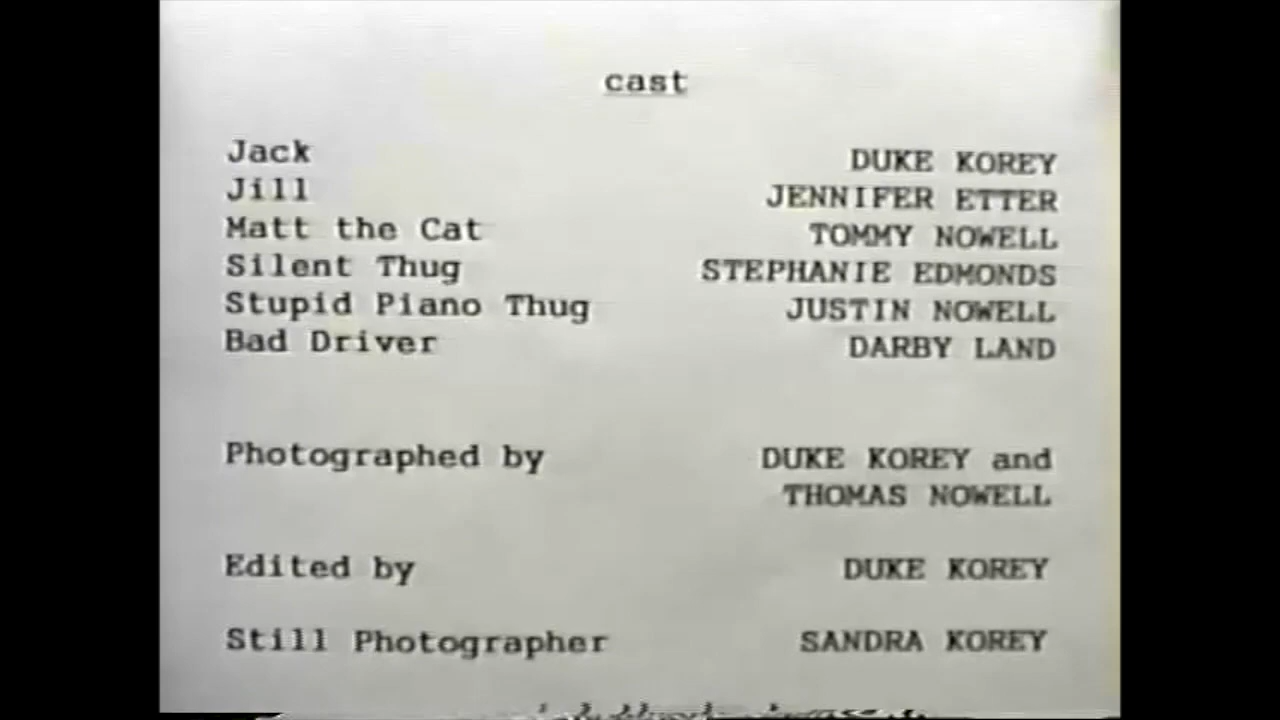 cast
Jack DUKE KOREY
Jill JENNIFER ETTER
Matt the Cat TOMMY NOWELL
Silent Thug STEPHANIE EDMONDS
Stupid Piano Thug JUSTIN NOWELL
Bad Driver DARBY LAND
Photographed by DUKE KOREY and
THOMAS NOWELL
Edited by DUKE KOREY
Still Photographer SANDRA KOREY